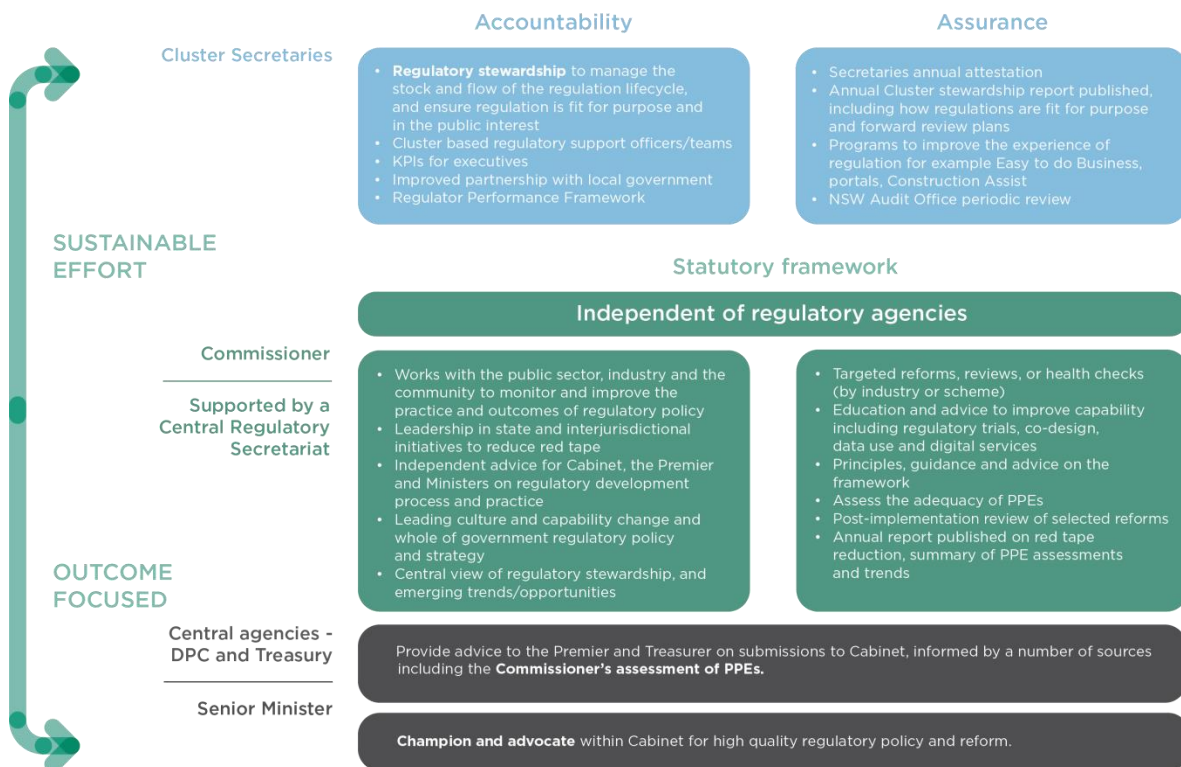 Accountability
Assurance
Cluster Secretaries
• Regulatory stewardship to manage the
stock and flow of the regulation lifecycle,
and ensure regulation is fit for purpose and
in the public interest
• Cluster based regulatory support officers/teams
• KPIs for executives
• Improved partnership with local government
• Regulator Performance Framework
• Secretaries annual attestation
• Annual Cluster stewardship report published,
including how regulations are fit for purpose
and forward review plans
• Programs to improve the experience of
regulation for example Easy to do Business,
portals, Construction Assist
• NSW Audit Office periodic review
SUSTAINABLE
EFFORT
Statutory framework
Independent of regulatory agencies
Commissioner
Supported by a
Central Regulatory
Secretariat
• Works with the public sector, industry and the
community to monitor and improve the
practice and outcomes of regulatory policy
• Leadership in state and interjurisdictional
initiatives to reduce red tape
• Independent advice for Cabinet, the Premier
and Ministers on regulatory development
process and practice
• Leading culture and capability change and
whole of government regulatory policy
and strategy
• Central view of regulatory stewardship, and
emerging trends/opportunities
• Targeted reforms, reviews, or health checks
(by industry or scheme)
• Education and advice to improve capability
including regulatory trials, co-design,
data use and digital services
• Principles, guidance and advice on the
framework
• Assess the adequacy of PPEs
• Post-implementation review of selected reforms
• Annual report published on red tape
reduction, summary of PPE assessments
and trends
OUTCOME
FOCUSED
Central agencies -
DPC and Treasury
Provide advice to the Premier and Treasurer on submissions to Cabinet, informed by a number of sources
including the Commissioner's assessment of PPEs.
Senior Minister
Champion and advocate within Cabinet for high quality regulatory policy and reform.